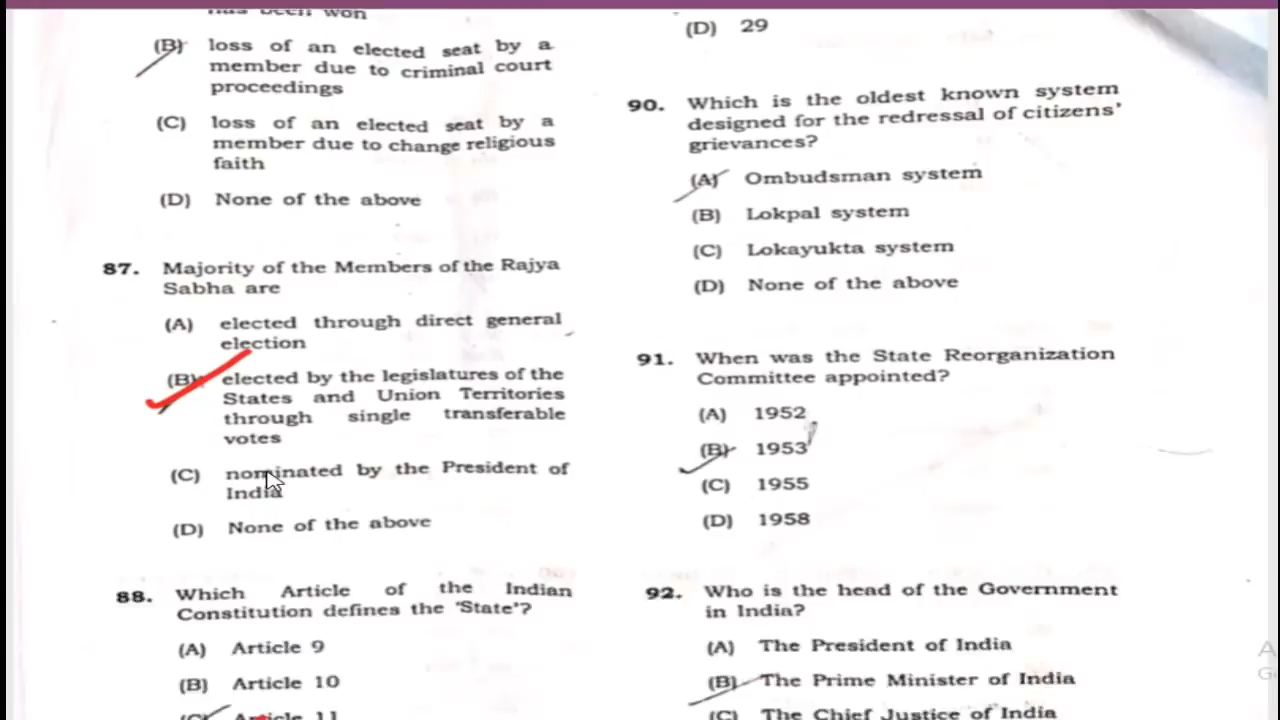 has been won
(B) loss of an elected seat by a
member due to criminal court
proceedings
(C) loss of an elected seat by a
member due to change religious
faith
(D) None of the above
87. Majority of the Members of the Rajya
Sabha are
(A) elected through direct general
election
(B) elected by the legislatures of the
States and Union Territories
through single transferable
votes
(C) nominated by the President of
India
(D) None of the above
88. Which Article of the Indian
Constitution defines the 'State'?
(A) Article 9
(B) Article 10
(C) Article 11
(D) 29
90. Which is the oldest known system
designed for the redressal of citizens'
grievances?
(A) Ombudsman system
(B) Lokpal system
(C) Lokayukta system
(D) None of the above
91. When was the State Reorganization
Committee appointed?
(A) 1952
(B) 1953
(C) 1955
(D) 1958
92. Who is the head of the Government
in India?
(A) The President of India
(B) The Prime Minister of India
(C) The Chief Justice of India